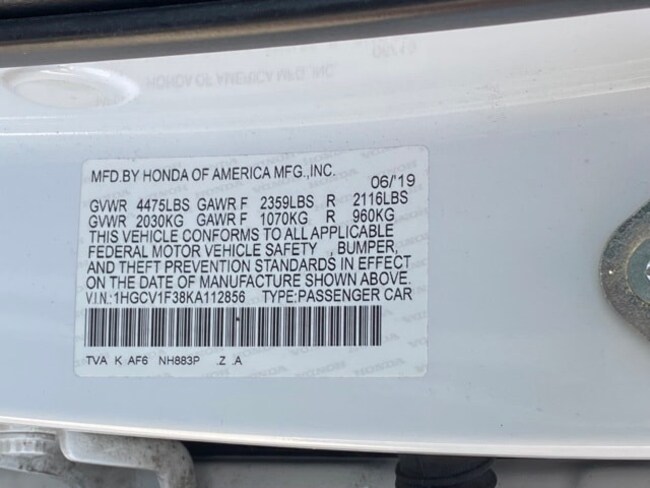 MFD.BY HONDA OF AMERICA MFG.,INC.
06/'19
GVWR 4475LBS GAWR F 2359LBS R 2116LBS
GVWR 2030KG GAWR F 1070KG R 960KG
THIS VEHICLE CONFORMS TO ALL APPLICABLE
FEDERAL MOTOR VEHICLE SAFETY , BUMPER,
AND THEFT PREVENTION STANDARDS IN EFFECT
ON THE DATE OF MANUFACTURE SHOWN ABOVE.
V.I.N.:1HGCV1F38KA112856 TYPE:PASSENGER CAR
TVA K AF6 NH883P .Z .A